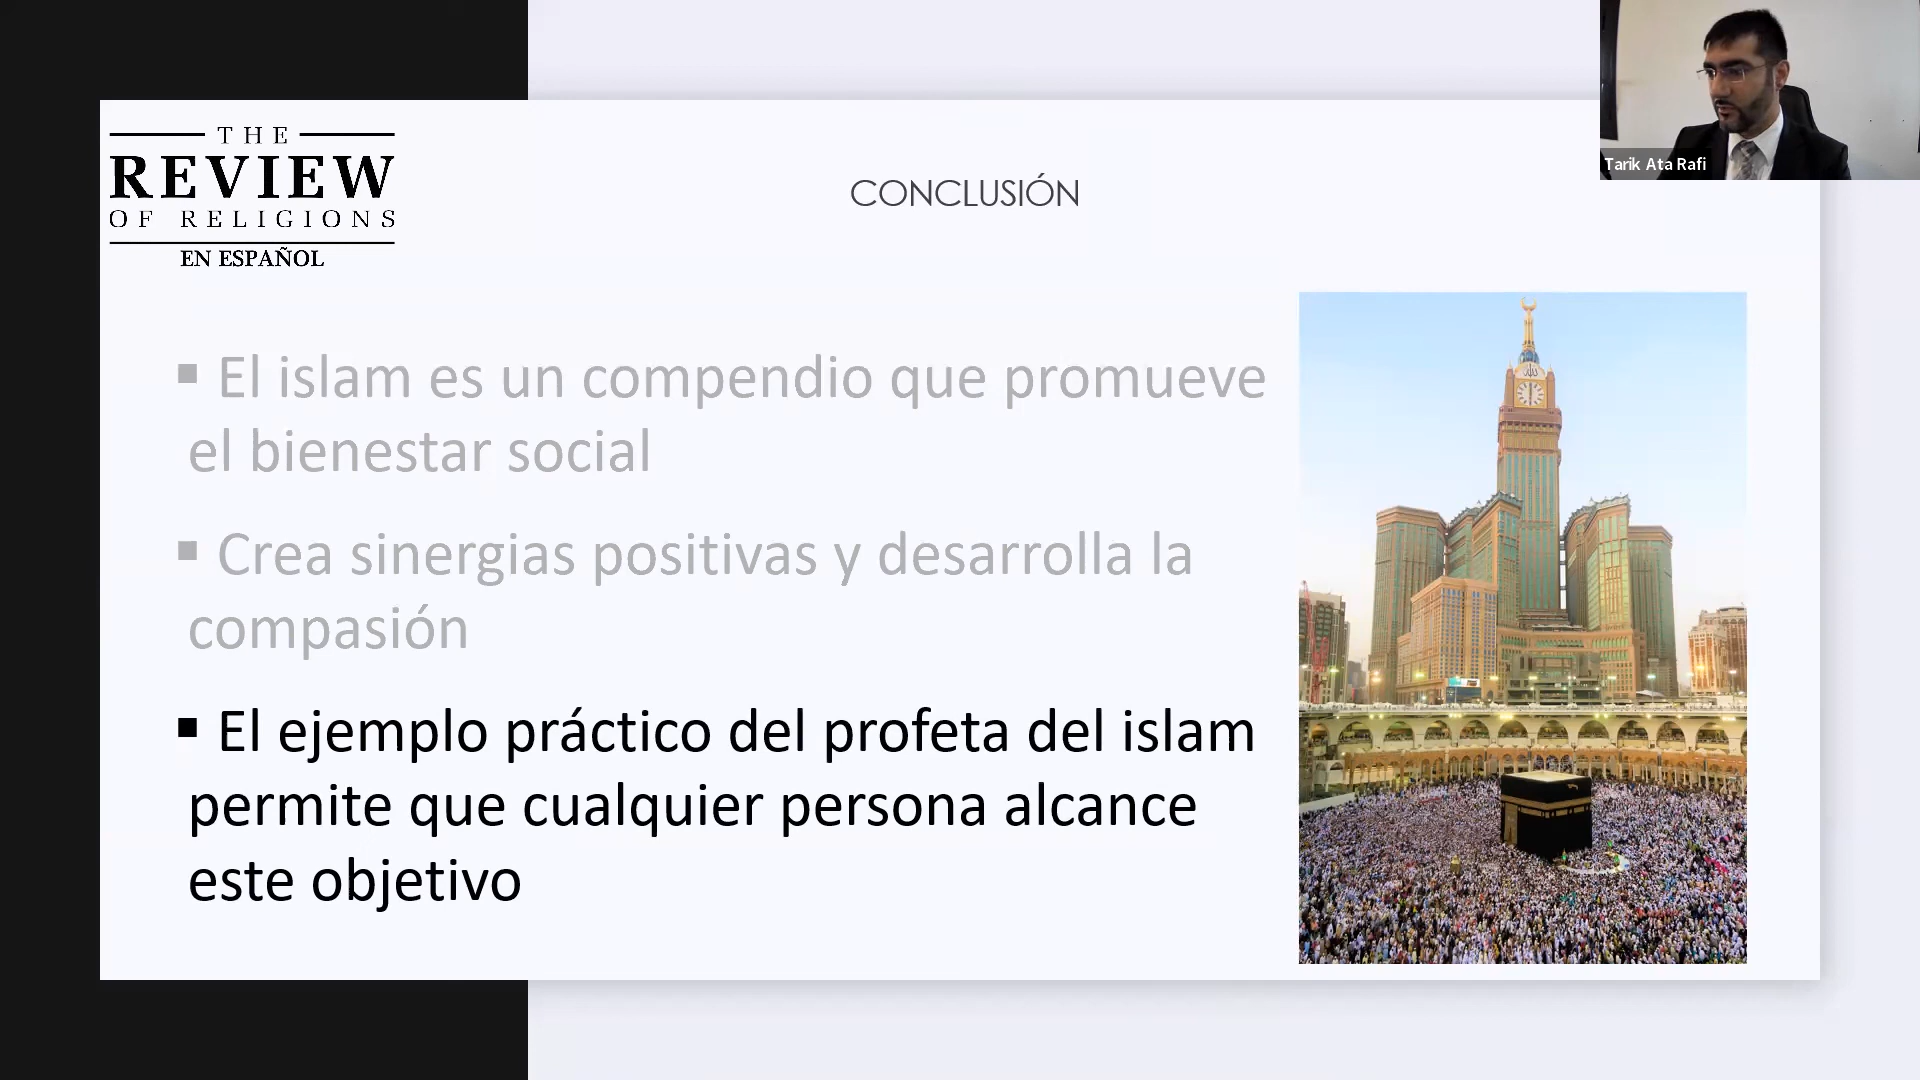 THE
REVIEW
OF RELIGIONS
EN ESPAÑOL
CONCLUSIÓN
Tarik Ata Rafi
▪ El islam es un compendio que promueve
el bienestar social
▪ Crea sinergias positivas y desarrolla la
compasión
▪ El ejemplo práctico del profeta del islam
permite que cualquier persona alcance
este objetivo